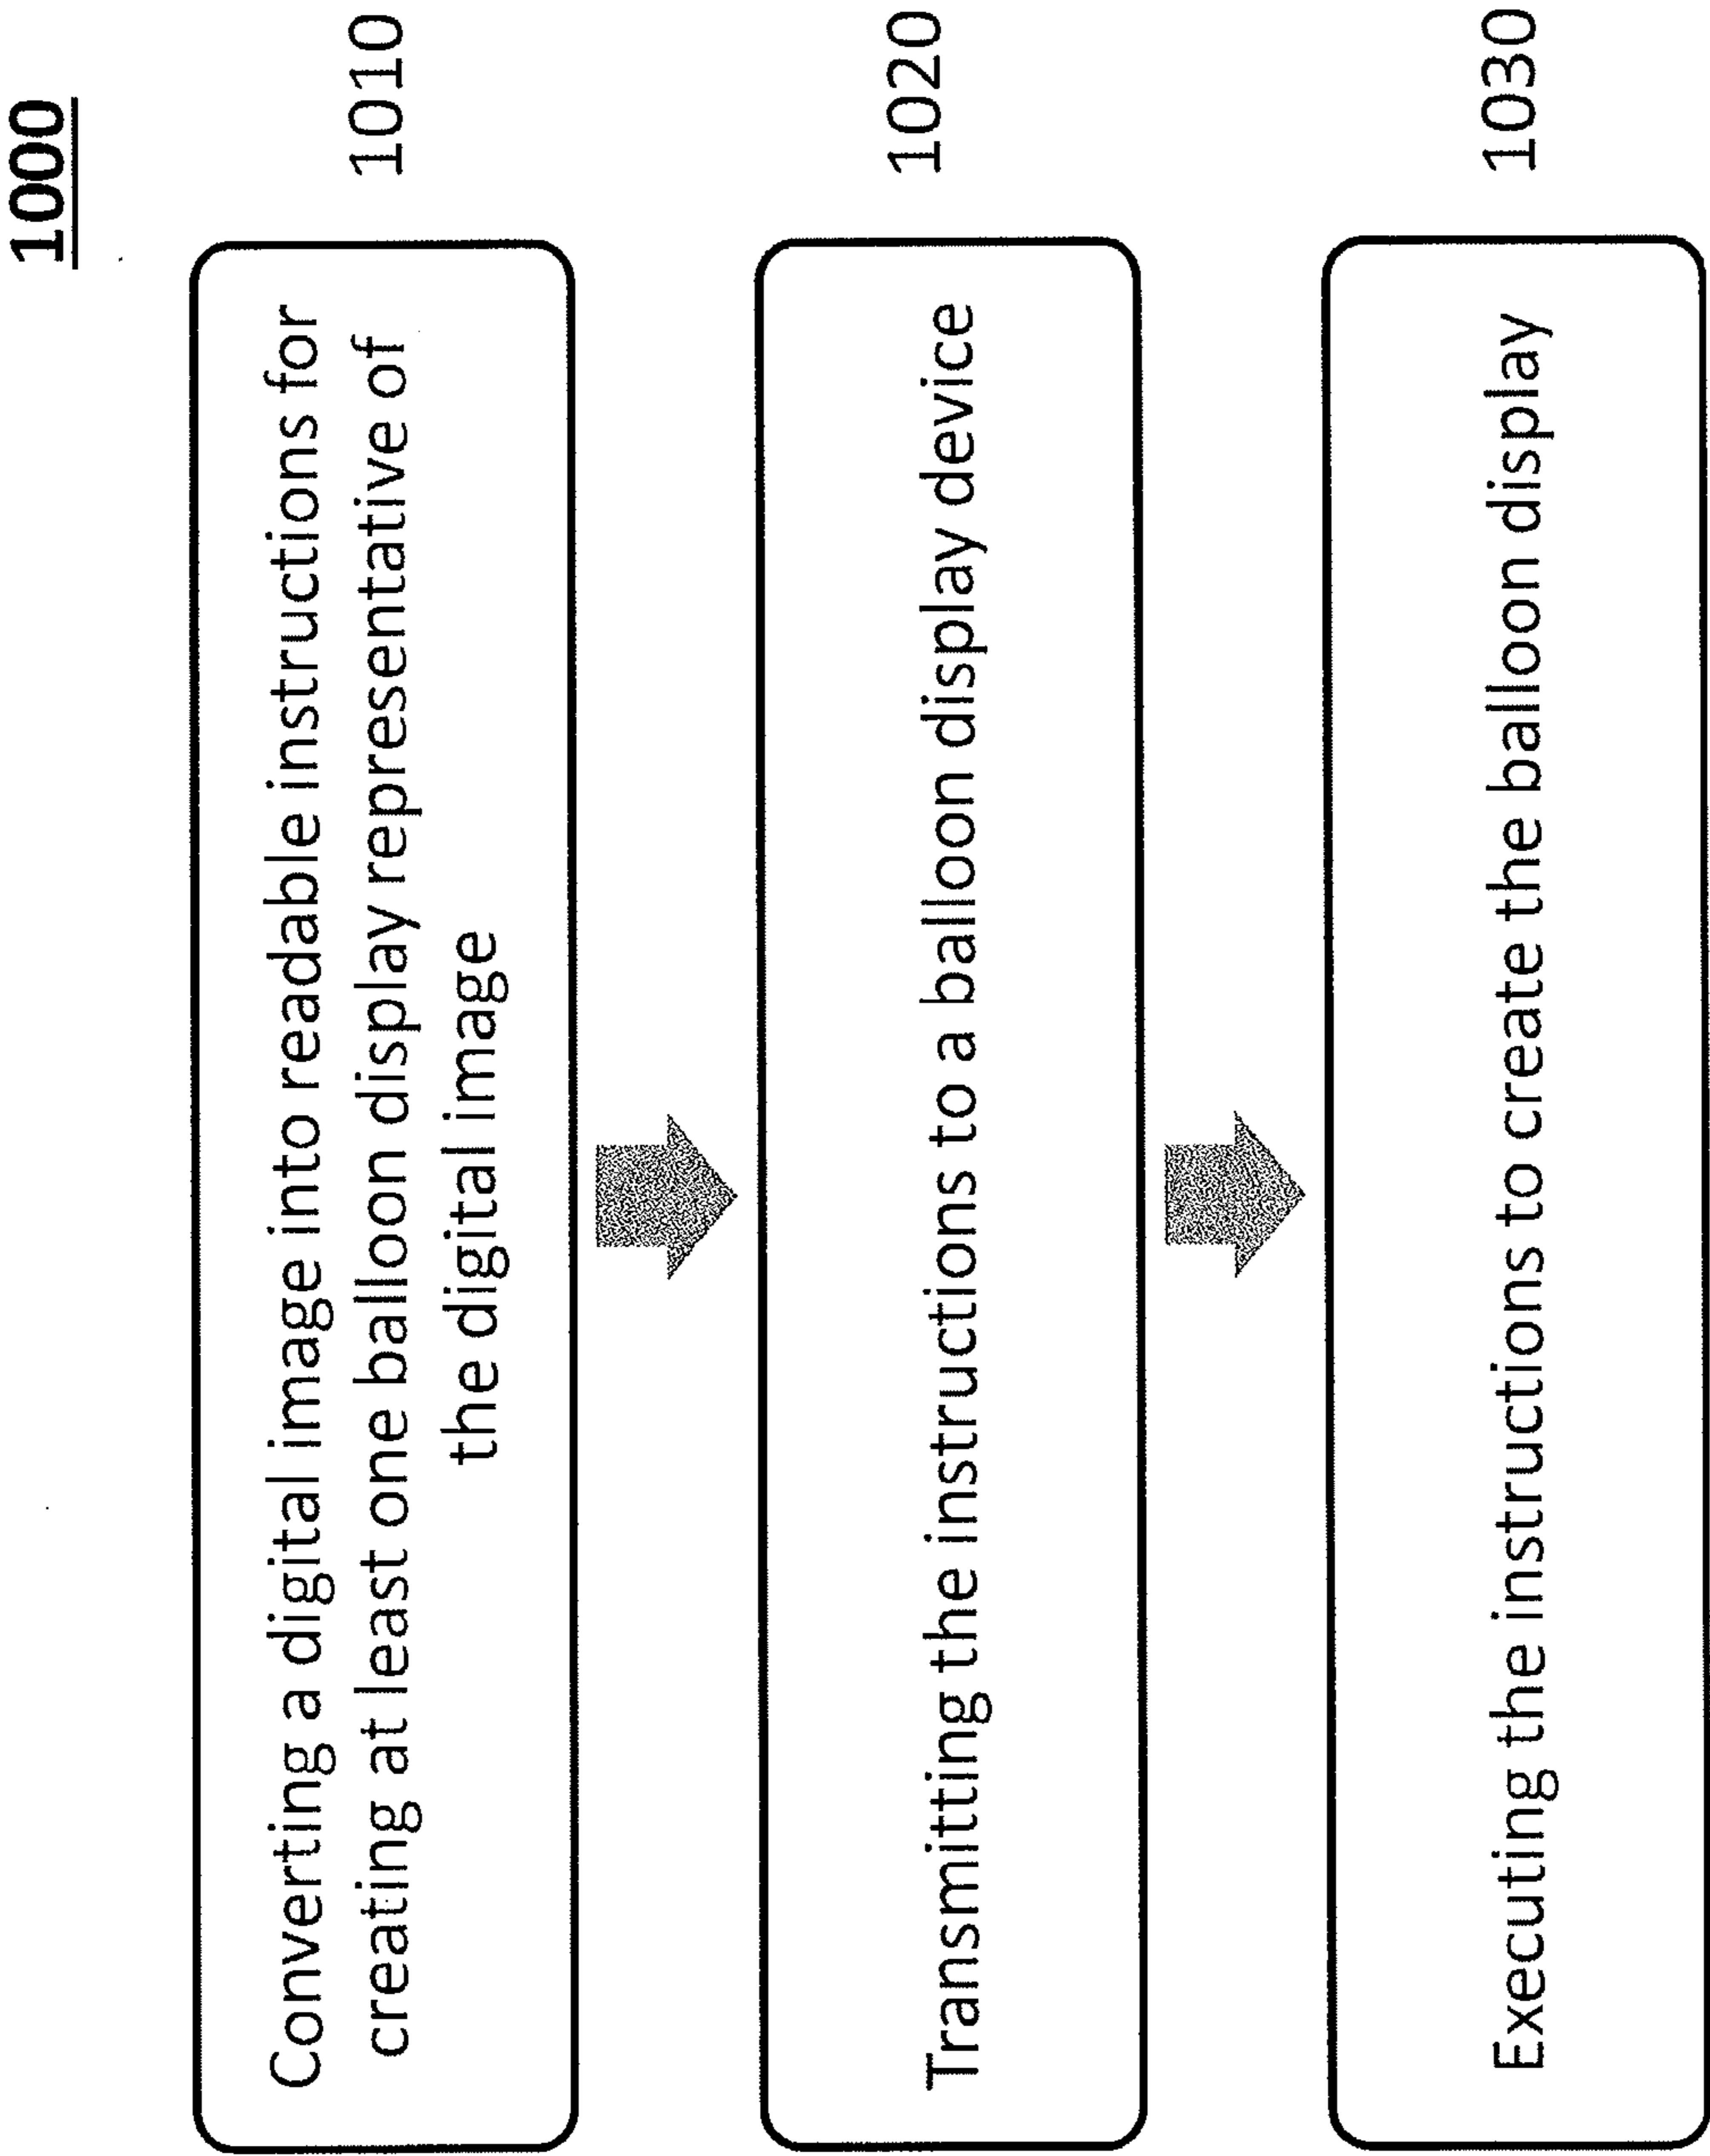 1000
Converting a digital image into readable instructions for
creating at least one balloon display representative of
the digital image
1010
Transmitting the instructions to a balloon display device
1020
Executing the instructions to create the balloon display
1030